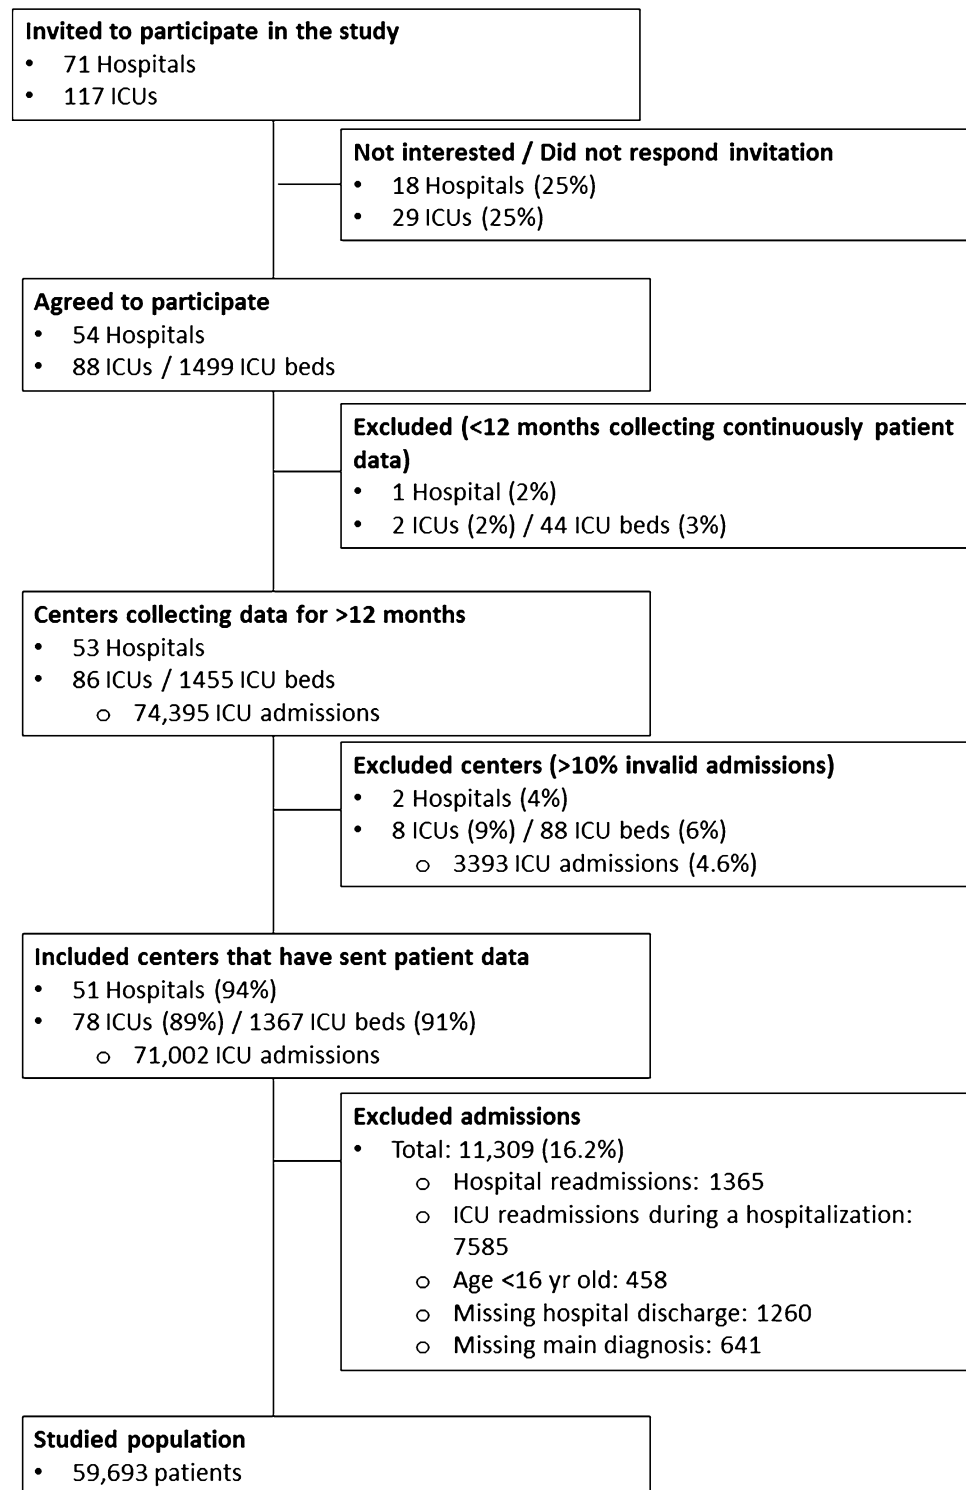 Invited to participate in the study
• 71 Hospitals
• 117 ICUs
Not interested / Did not respond invitation
• 18 Hospitals (25%)
• 29 ICUs (25%)
Agreed to participate
• 54 Hospitals
• 88 ICUs / 1499 ICU beds
Excluded (<12 months collecting continuously patient
data)
• 1 Hospital (2%)
• 2 ICUs (2%) / 44 ICU beds (3%)
Centers collecting data for >12 months
• 53 Hospitals
• 86 ICUs / 1455 ICU beds
o 74,395 ICU admissions
Excluded centers (>10% invalid admissions)
• 2 Hospitals (4%)
• 8 ICUs (9%) / 88 ICU beds (6%)
o 3393 ICU admissions (4.6%)
Included centers that have sent patient data
• 51 Hospitals (94%)
• 78 ICUs (89%) / 1367 ICU beds (91%)
o 71,002 ICU admissions
Excluded admissions
• Total: 11,309 (16.2%)
o Hospital readmissions: 1365
o ICU readmissions during a hospitalization:
7585
o Age <16 yr old: 458
o Missing hospital discharge: 1260
o Missing main diagnosis: 641
Studied population
• 59,693 patients